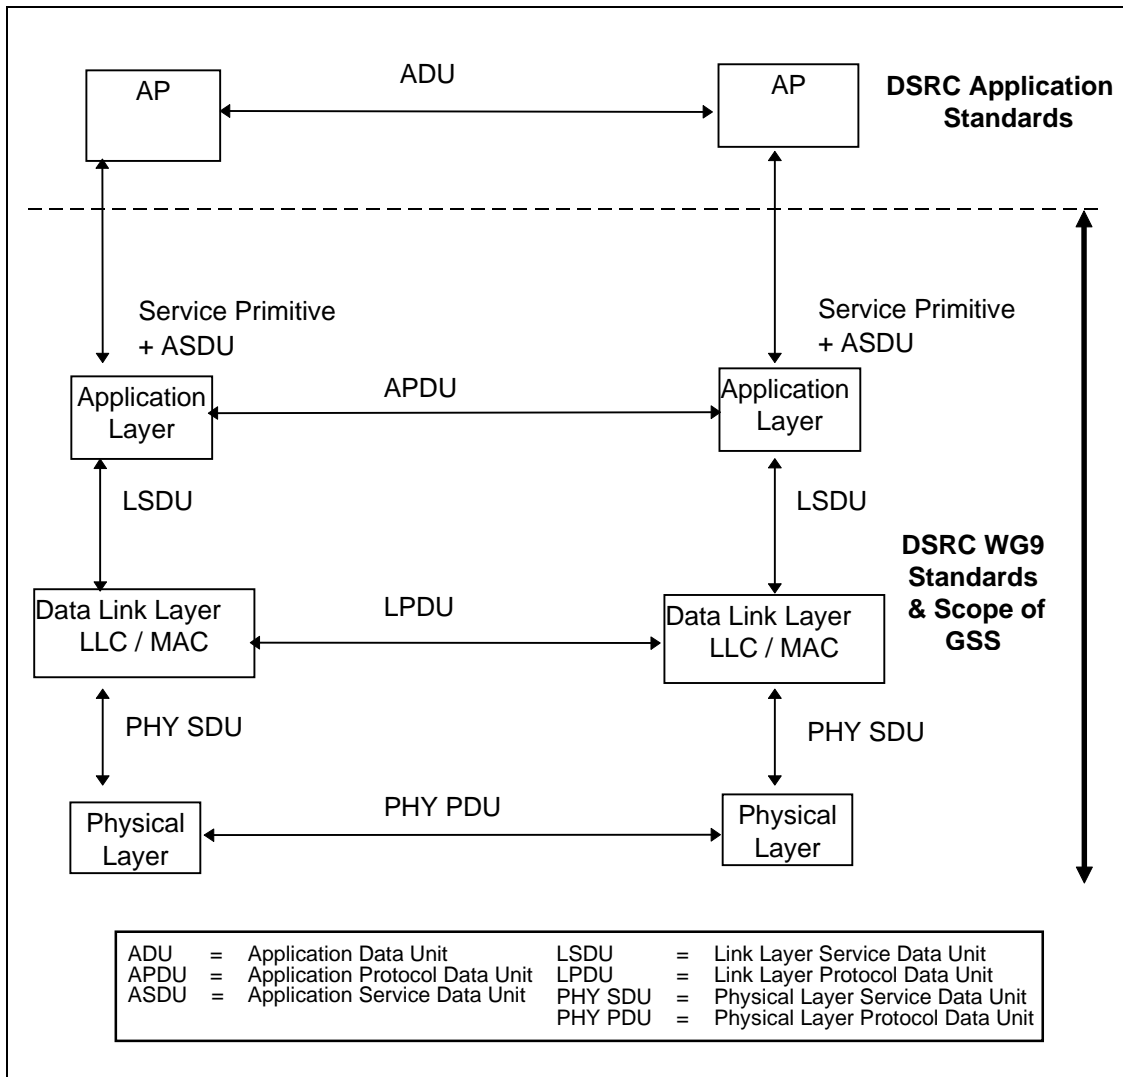 ADU
AP
AP
DSRC Application
Standards
Service Primitive
+ ASDU
Service Primitive
+ ASDU
Application
Layer
APDU
Application
Layer
LSDU
LSDU
DSRC WG9
Standards
& Scope of
GSS
Data Link Layer
LLC / MAC
LPDU
Data Link Layer
LLC / MAC
PHY SDU
PHY SDU
Physical
Layer
PHY PDU
Physical
Layer
ADU = Application Data Unit
APDU = Application Protocol Data Unit
ASDU = Application Service Data Unit
LSDU = Link Layer Service Data Unit
LPDU = Link Layer Protocol Data Unit
PHY SDU = Physical Layer Service Data Unit
PHY PDU = Physical Layer Protocol Data Unit